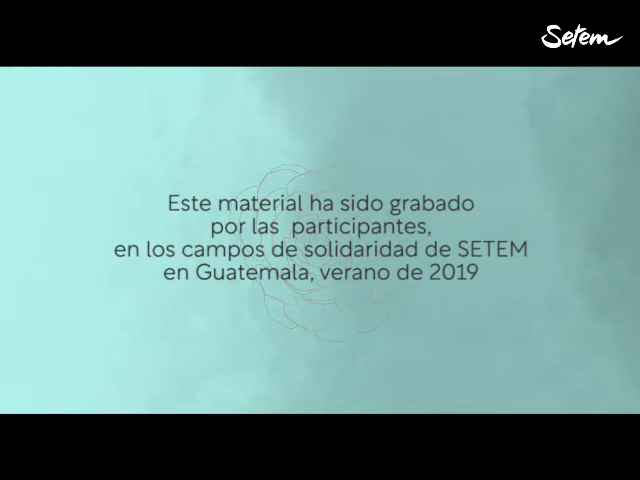 Setem
Este material ha sido grabado
por las  participantes,
en los campos de solidaridad de SETEM
en Guatemala, verano de 2019